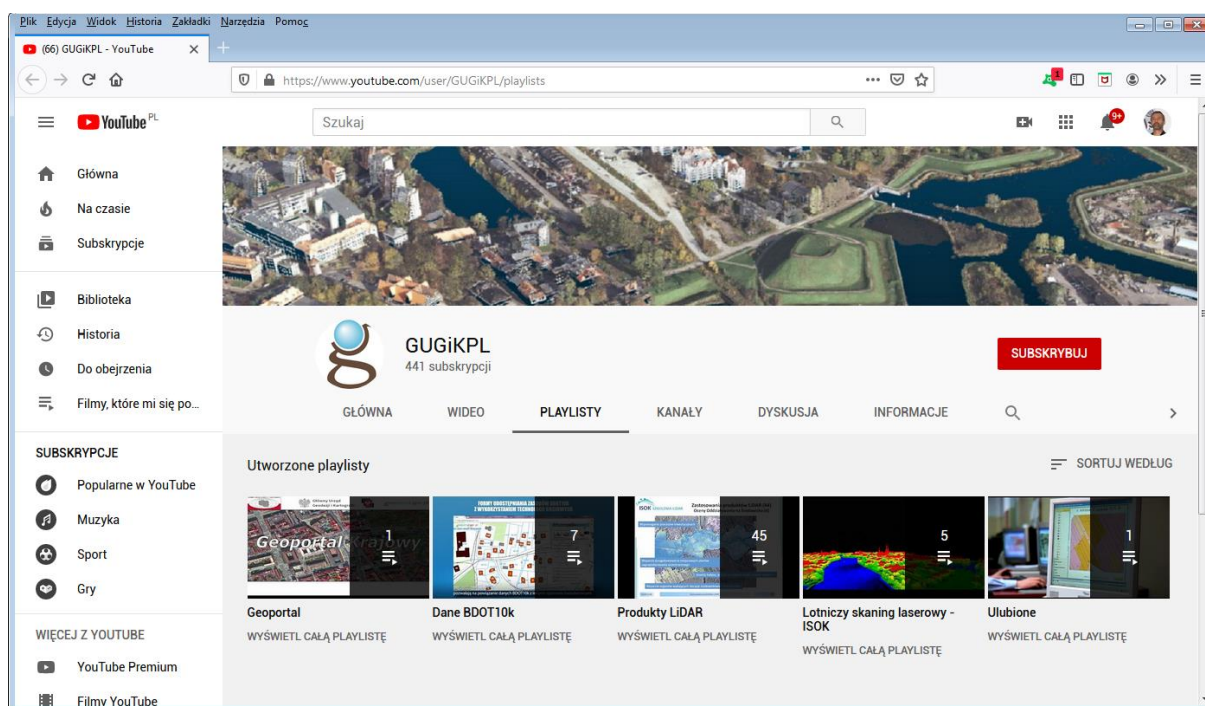 Plik Edycja Widok Historia Zakładki Narzędzia Pomoc
(66) GUGiKPL - YouTube
https://www.youtube.com/user/GUGiKPL/playlists
1
YouTube PL
Szukaj
9+
Główna
Na czasie
Subskrypcje
Biblioteka
Historia
Do obejrzenia
Filmy, które mi się po...
SUBSKRYPCJE
Popularne w YouTube
Muzyka
Sport
Gry
WIĘCEJ Z YOUTUBE
YouTube Premium
Filmy YouTube
GUGiKPL
441 subskrypcji
SUBSKRYBUJ
GŁÓWNA WIDEO PLAYLISTY KANAŁY DYSKUSJA INFORMACJE
Utworzone playlisty
SORTUJ WEDŁUG
Geoportal Krajowy
1
Geoportal
WYŚWIETL CAŁĄ PLAYLISTĘ
7
Dane BDOT10k
WYŚWIETL CAŁĄ PLAYLISTĘ
ISOK
45
Produkty LiDAR
WYŚWIETL CAŁĄ PLAYLISTĘ
5
Lotniczy skaning laserowy -
ISOK
WYŚWIETL CAŁĄ PLAYLISTĘ
1
Ulubione
WYŚWIETL CAŁĄ PLAYLISTĘ